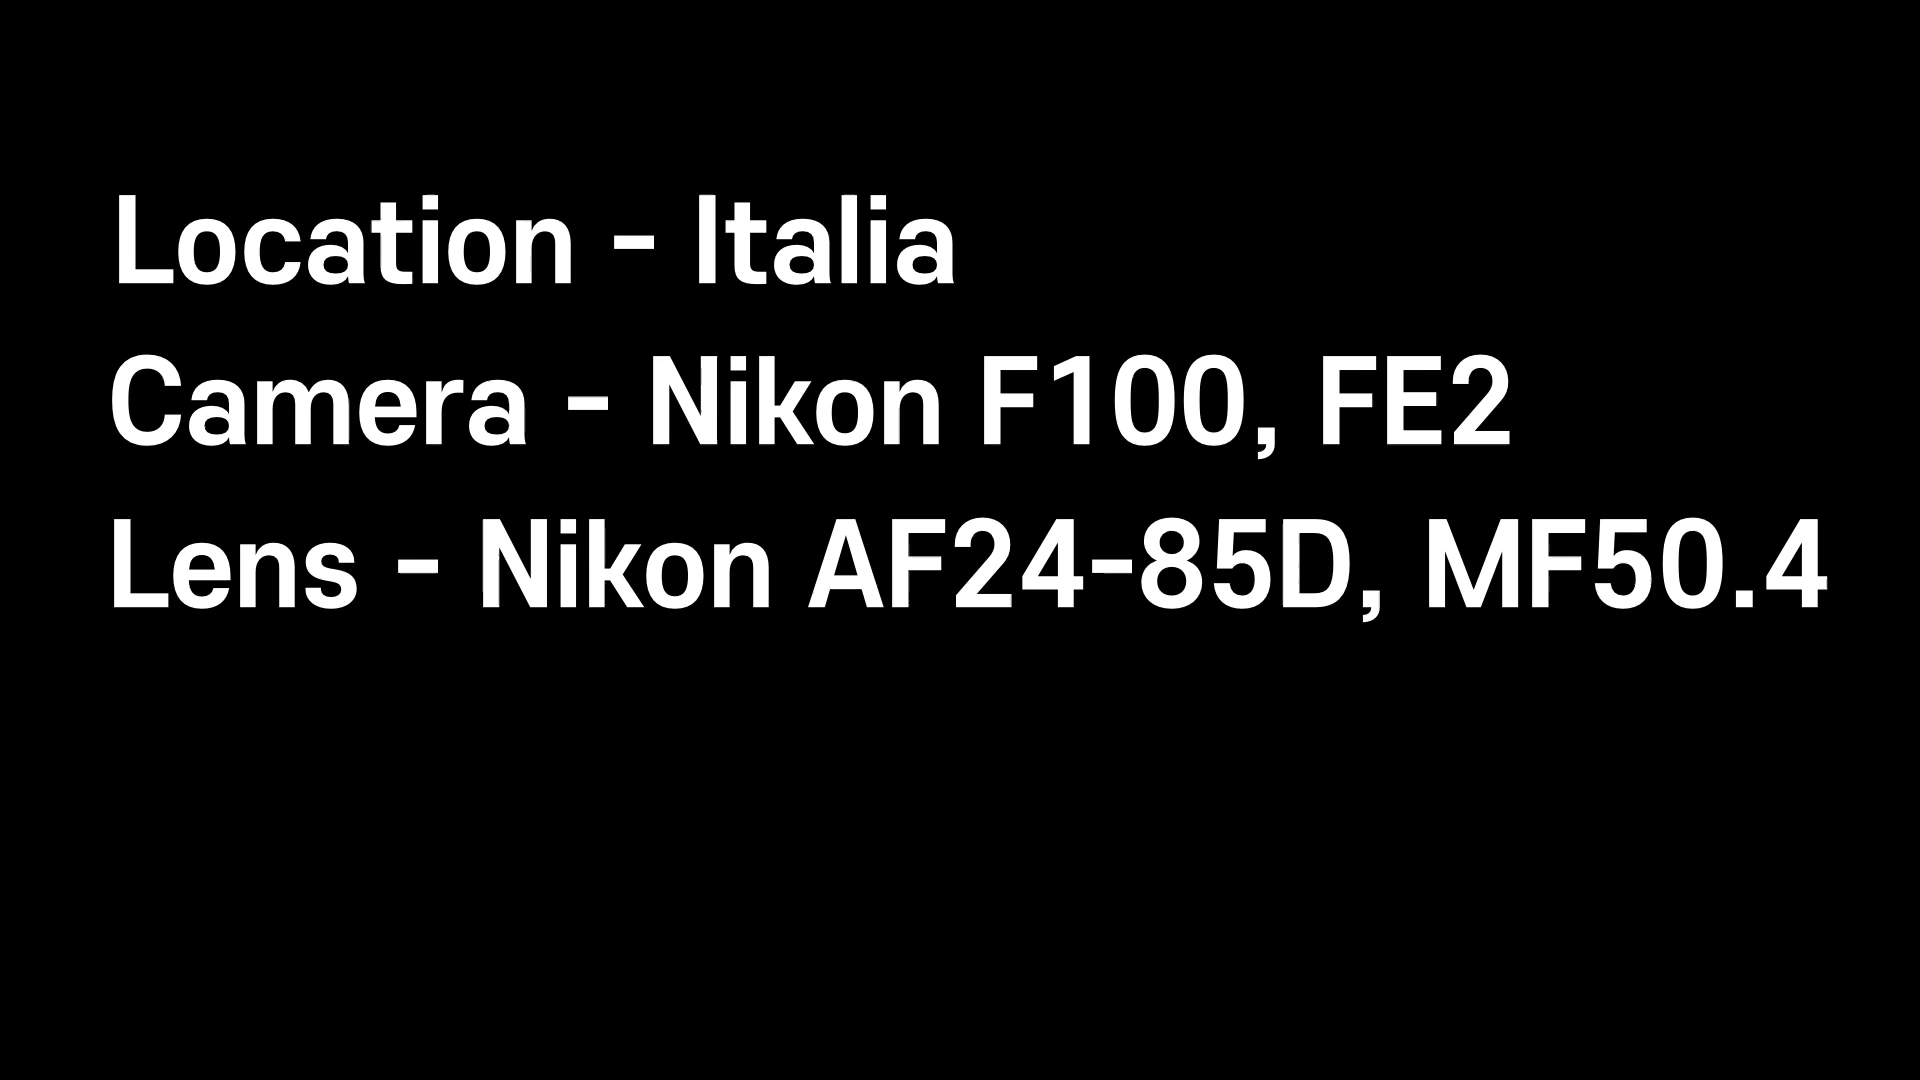 Location - Italia
Camera - Nikon F100, FE2
Lens - Nikon AF24-85D, MF50.4